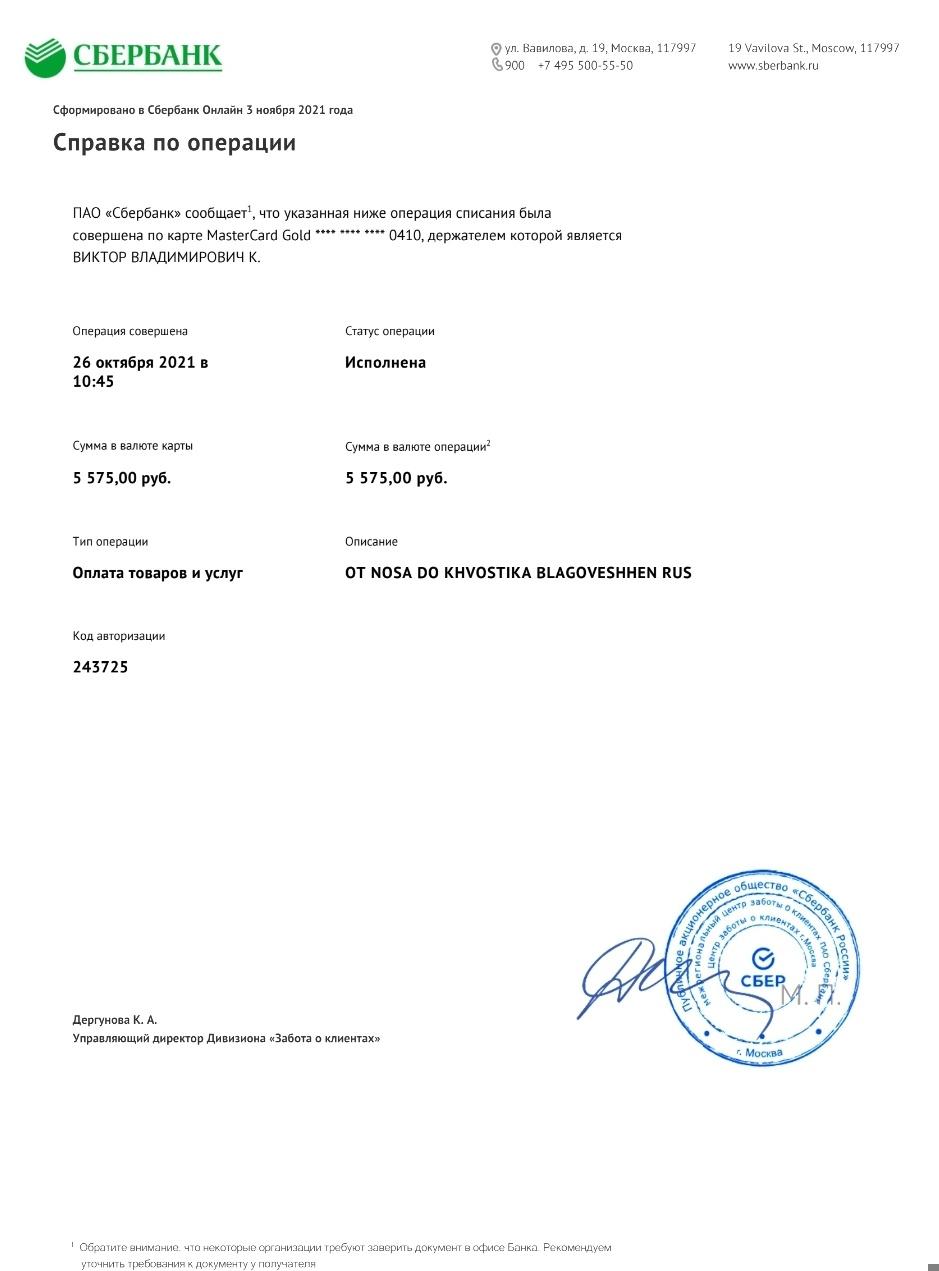 СБЕРБАНК
ул. Вавилова, д. 19, Москва, 117997
19 Vavilova St., Moscow, 117997
900 +7 495 500-55-50
www.sberbank.ru
Сформировано в Сбербанк Онлайн 3 ноября 2021 года
Справка по операции
ПАО «Сбербанк» сообщает¹, что указанная ниже операция списания была
совершена по карте MasterCard Gold **** **** **** 0410, держателем которой является
ВИКТОР ВЛАДИМИРОВИЧ К.
Операция совершена
Статус операции
26 октября 2021 в
10:45
Исполнена
Сумма в валюте карты
Сумма в валюте операции²
5 575,00 руб.
5 575,00 руб.
Тип операции
Описание
Оплата товаров и услуг
OT NOSA DO KHVOSTIKA BLAGOVESHHEN RUS
Код авторизации
243725
Публичное акционерное общество «Сбербанк России»
межрегиональный центр заботы о клиентах ПАО Сбербанк
Центр заботы о клиентах г.Москва
СБЕР
М. П.
г. Москва
Дергунова К. А.
Управляющий директор Дивизиона «Забота о клиентах»
¹ Обратите внимание, что некоторые организации требуют заверить документ в офисе Банка. Рекомендуем
уточнить требования к документу у получателя